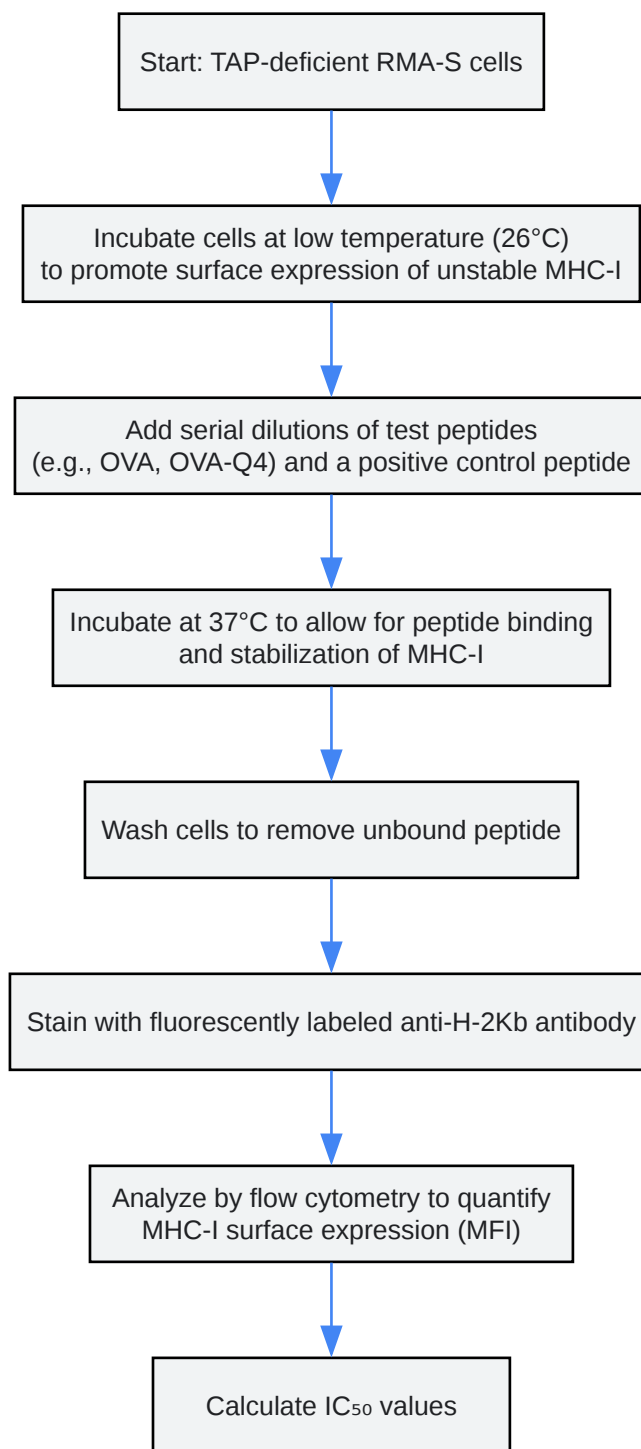 Start: TAP-deficient RMA-S cells
Incubate cells at low temperature (26°C)
to promote surface expression of unstable MHC-I
Add serial dilutions of test peptides
(e.g., OVA, OVA-Q4) and a positive control peptide
Incubate at 37°C to allow for peptide binding
and stabilization of MHC-I
Wash cells to remove unbound peptide
Stain with fluorescently labeled anti-H-2Kb antibody
Analyze by flow cytometry to quantify
MHC-I surface expression (MFI)
Calculate IC₅₀ values